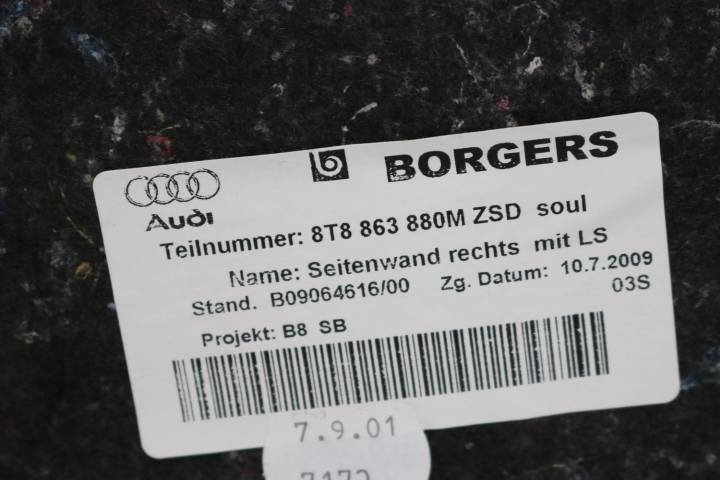 BORGERS
Audi
Teilnummer: 8T8 863 880M ZSD soul
Name: Seitenwand rechts mit LS
Stand. B09064616/00 Zg. Datum: 10.7.2009
03S
Projekt: B8 SB
7.9.01